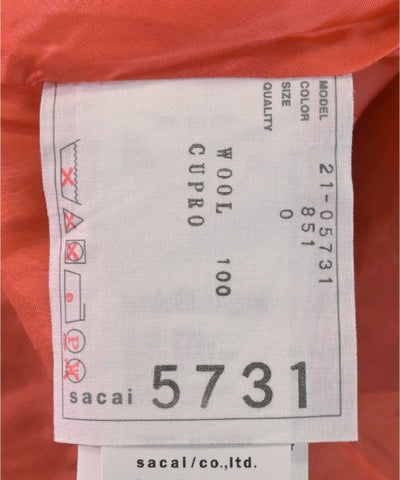 MODEL 21-05731
COLOR 851
SIZE 0
QUALITY
WOOL 100
CUPRO
P
W
sacai 5731
sacai/co.,ltd.